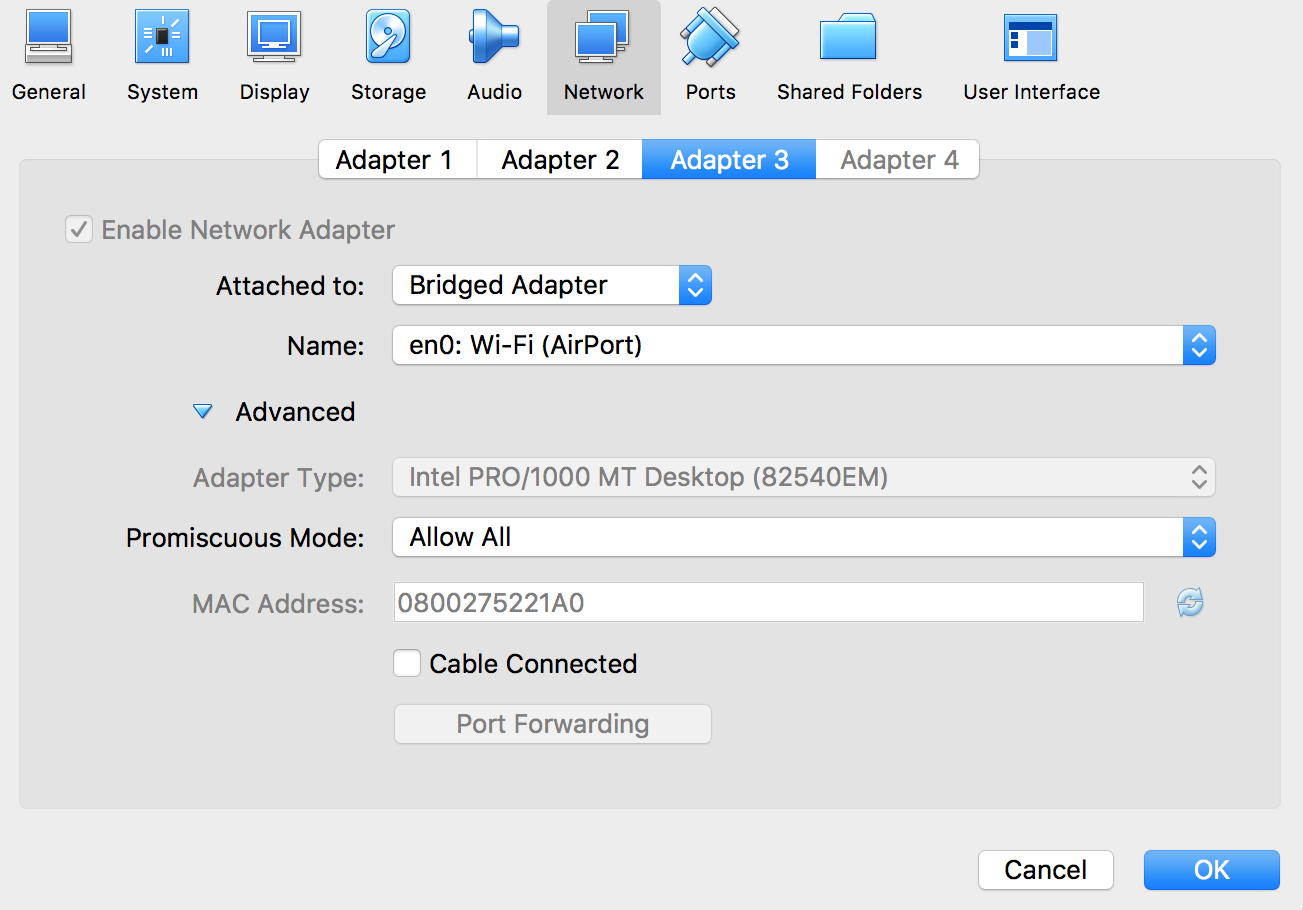 General System Display Storage Audio Network Ports Shared Folders User Interface
Adapter 1 Adapter 2 Adapter 3 Adapter 4
Enable Network Adapter
Attached to: Bridged Adapter
Name: en0: Wi-Fi (AirPort)
Advanced
Adapter Type: Intel PRO/1000 MT Desktop (82540EM)
Promiscuous Mode: Allow All
MAC Address: 0800275221A0
Cable Connected
Port Forwarding
Cancel OK